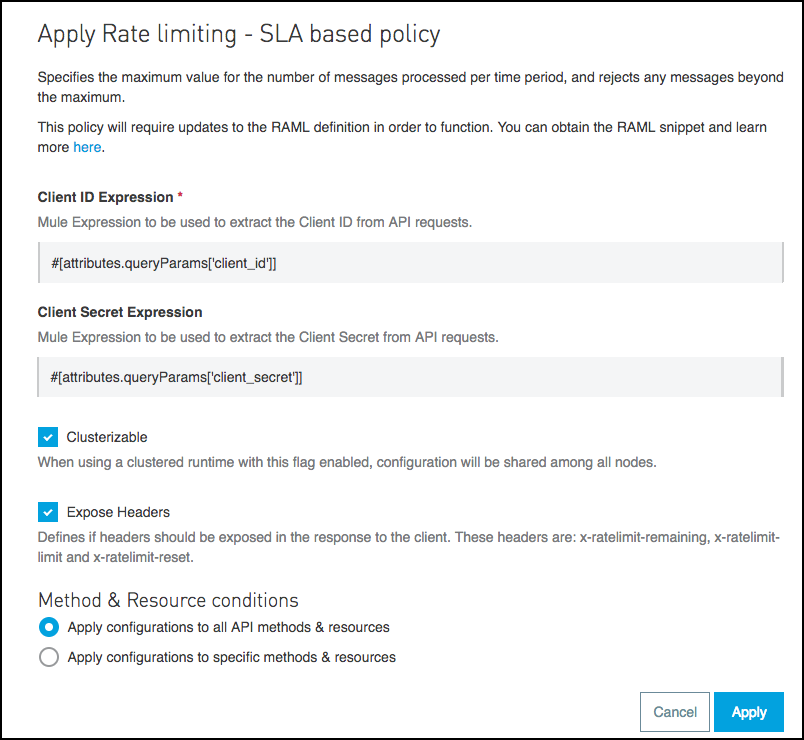 Apply Rate limiting - SLA based policy
Specifies the maximum value for the number of messages processed per time period, and rejects any messages beyond
the maximum.
This policy will require updates to the RAML definition in order to function. You can obtain the RAML snippet and learn
more here.
Client ID Expression *
Mule Expression to be used to extract the Client ID from API requests.
#[attributes.queryParams['client_id']]
Client Secret Expression
Mule Expression to be used to extract the Client Secret from API requests.
#[attributes.queryParams['client_secret']]
Clusterizable
When using a clustered runtime with this flag enabled, configuration will be shared among all nodes.
Expose Headers
Defines if headers should be exposed in the response to the client. These headers are: x-ratelimit-remaining, x-ratelimit-
limit and x-ratelimit-reset.
Method & Resource conditions
Apply configurations to all API methods & resources
Apply configurations to specific methods & resources
Cancel Apply